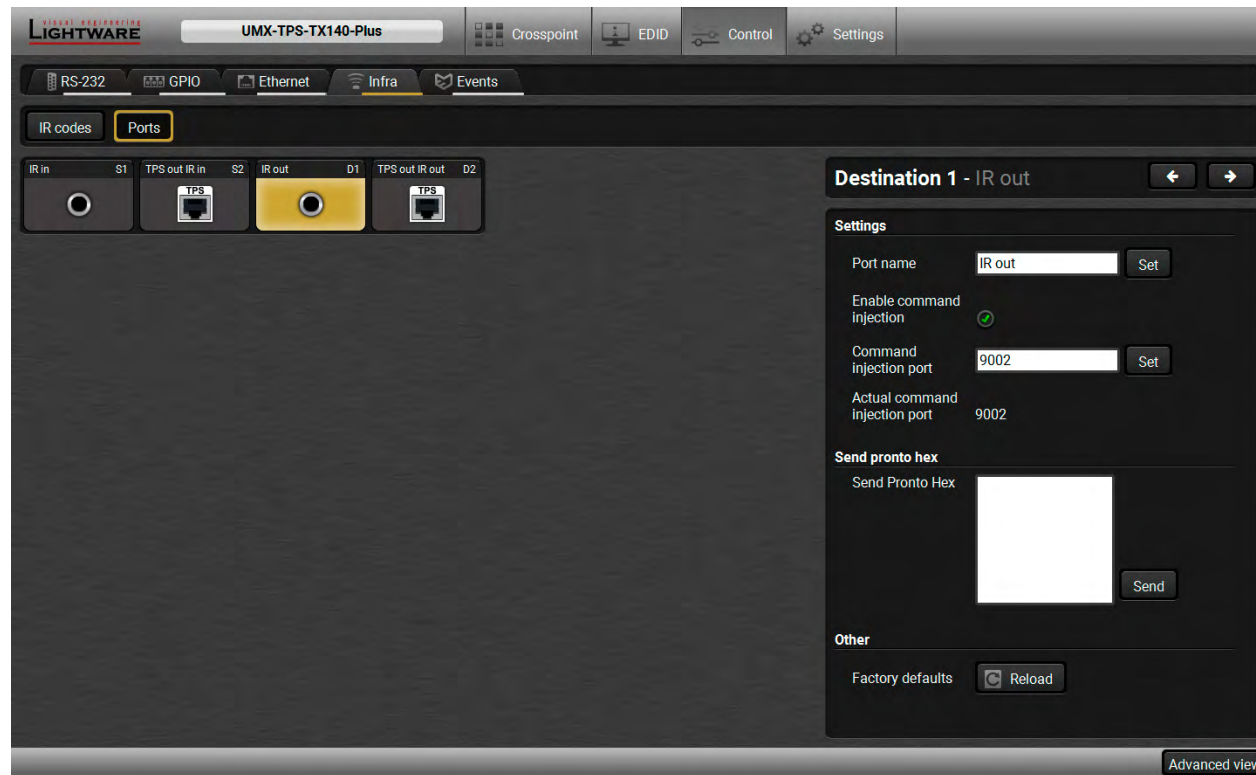 visual engineering
LIGHTWARE
UMX-TPS-TX140-Plus
Crosspoint
EDID
Control
Settings
RS-232
GPIO
Ethernet
Infra
Events
IR codes
Ports
IR in S1
TPS out IR in S2
IR out D1
TPS out IR out D2
TPS
TPS
Destination 1 - IR out
Settings
Port name
IR out
Set
Enable command
injection
Command
injection port
9002
Set
Actual command
injection port
9002
Send pronto hex
Send Pronto Hex
Send
Other
Factory defaults
Reload
Advanced view